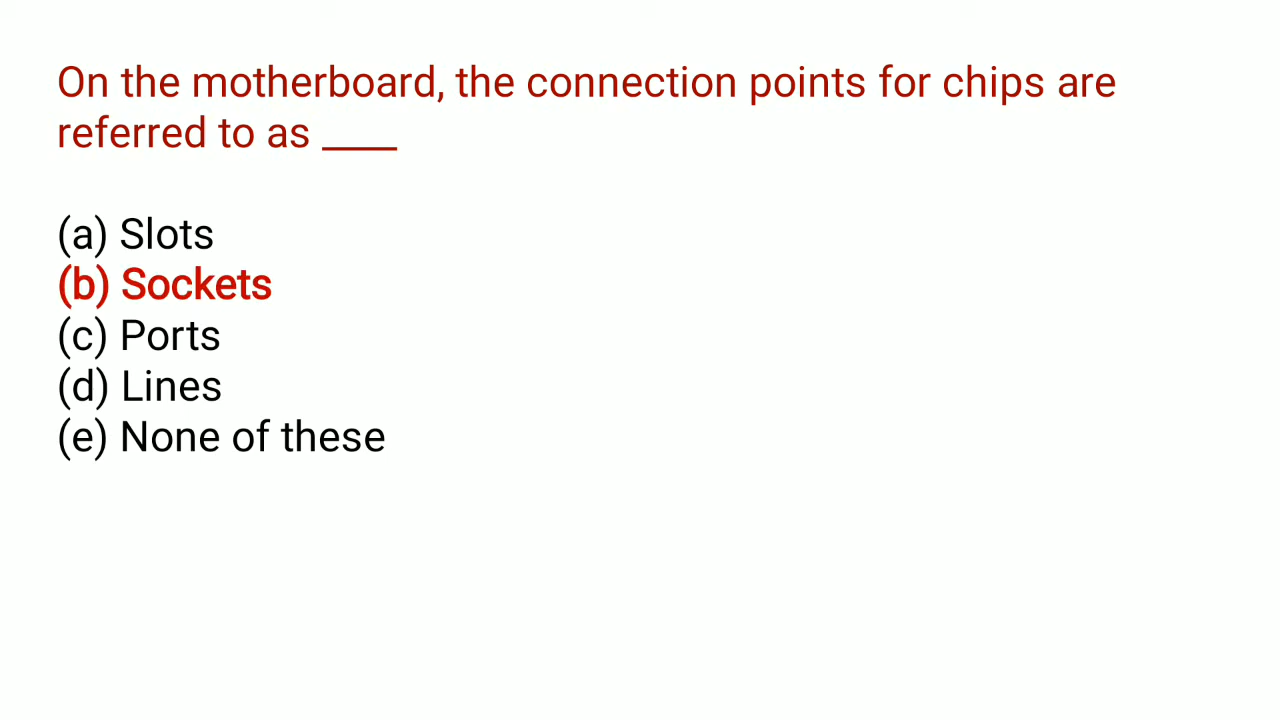 On the motherboard, the connection points for chips are
referred to as ____
(a) Slots
(b) Sockets
(c) Ports
(d) Lines
(e) None of these